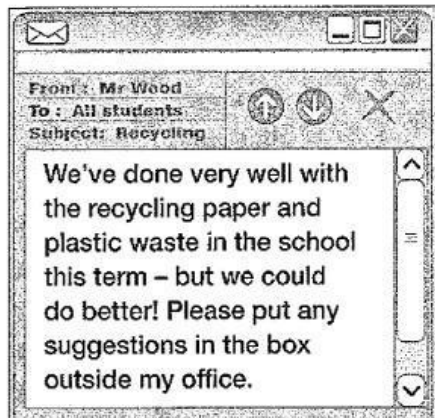 From : Mr Wood
To : All students
Subject: Recycling
We've done very well with
the recycling paper and
plastic waste in the school
this term – but we could
do better! Please put any
suggestions in the box
outside my office.